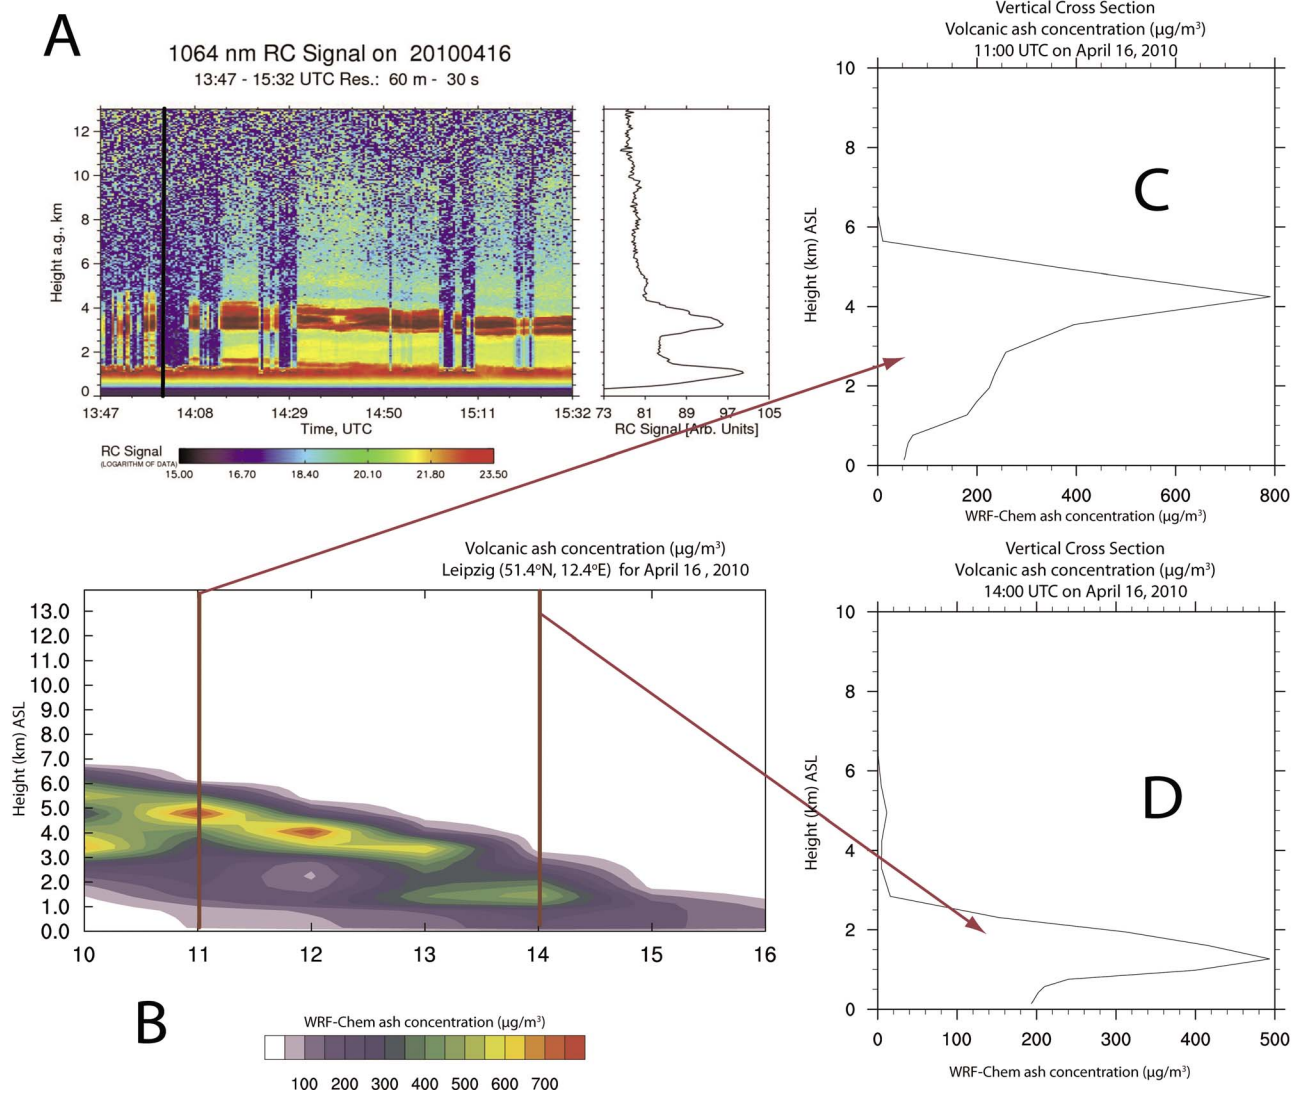 A
1064 nm RC Signal on 20100416
13:47 - 15:32 UTC Res.: 60 m - 30 s
Height a.g., km
12
10
8
6
4
2
0
13:47 14:08 14:29 14:50 15:11 15:32
Time, UTC
73 81 89 97 105
RC Signal [Arb. Units]
RC Signal
(LOGARITHM OF DATA)
15.00 16.70 18.40 20.10 21.80 23.50
Vertical Cross Section
Volcanic ash concentration (µg/m³)
11:00 UTC on April 16, 2010
C
Height (km) ASL
10
8
6
4
2
0
0 200 400 600 800
WRF-Chem ash concentration (µg/m³)
Volcanic ash concentration (µg/m³)
Leipzig (51.4ºN, 12.4ºE) for April 16 , 2010
Height (km) ASL
13.0
12.0
11.0
10.0
9.0
8.0
7.0
6.0
5.0
4.0
3.0
2.0
1.0
0.0
10 11 12 13 14 15 16
B
WRF-Chem ash concentration (µg/m³)
100 200 300 400 500 600 700
Vertical Cross Section
Volcanic ash concentration (µg/m³)
14:00 UTC on April 16, 2010
D
Height (km) ASL
10
8
6
4
2
0
0 100 200 300 400 500
WRF-Chem ash concentration (µg/m³)